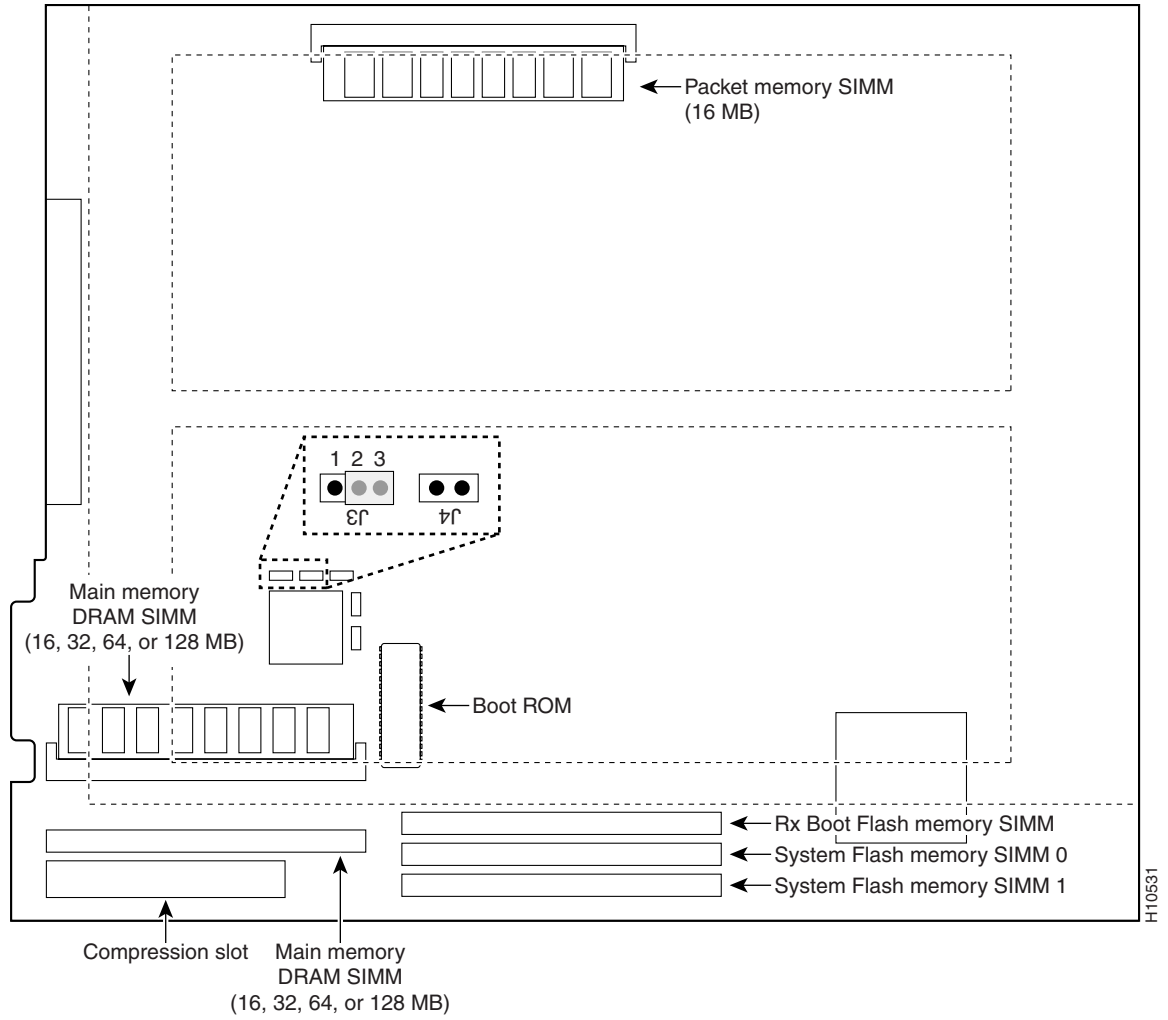 Packet memory SIMM
(16 MB)
1 2 3
J3
J4
Main memory
DRAM SIMM
(16, 32, 64, or 128 MB)
Boot ROM
Rx Boot Flash memory SIMM
System Flash memory SIMM 0
System Flash memory SIMM 1
H10531
Compression slot
Main memory
DRAM SIMM
(16, 32, 64, or 128 MB)